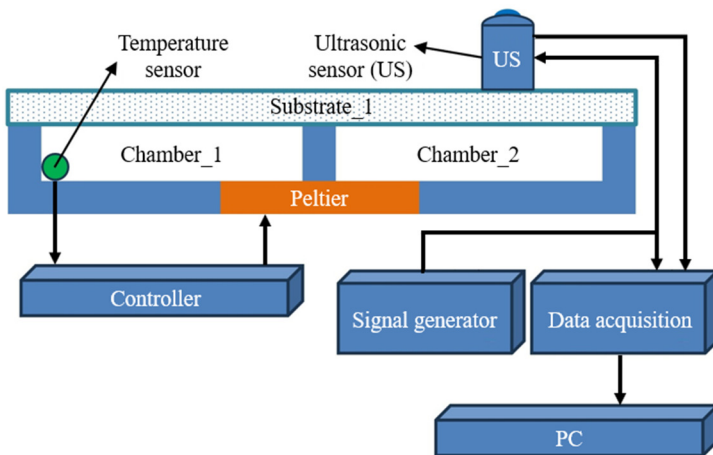 Temperature
sensor
Ultrasonic
sensor (US)
US
Substrate_1
Chamber_1
Chamber_2
Peltier
Controller
Signal generator
Data acquisition
PC